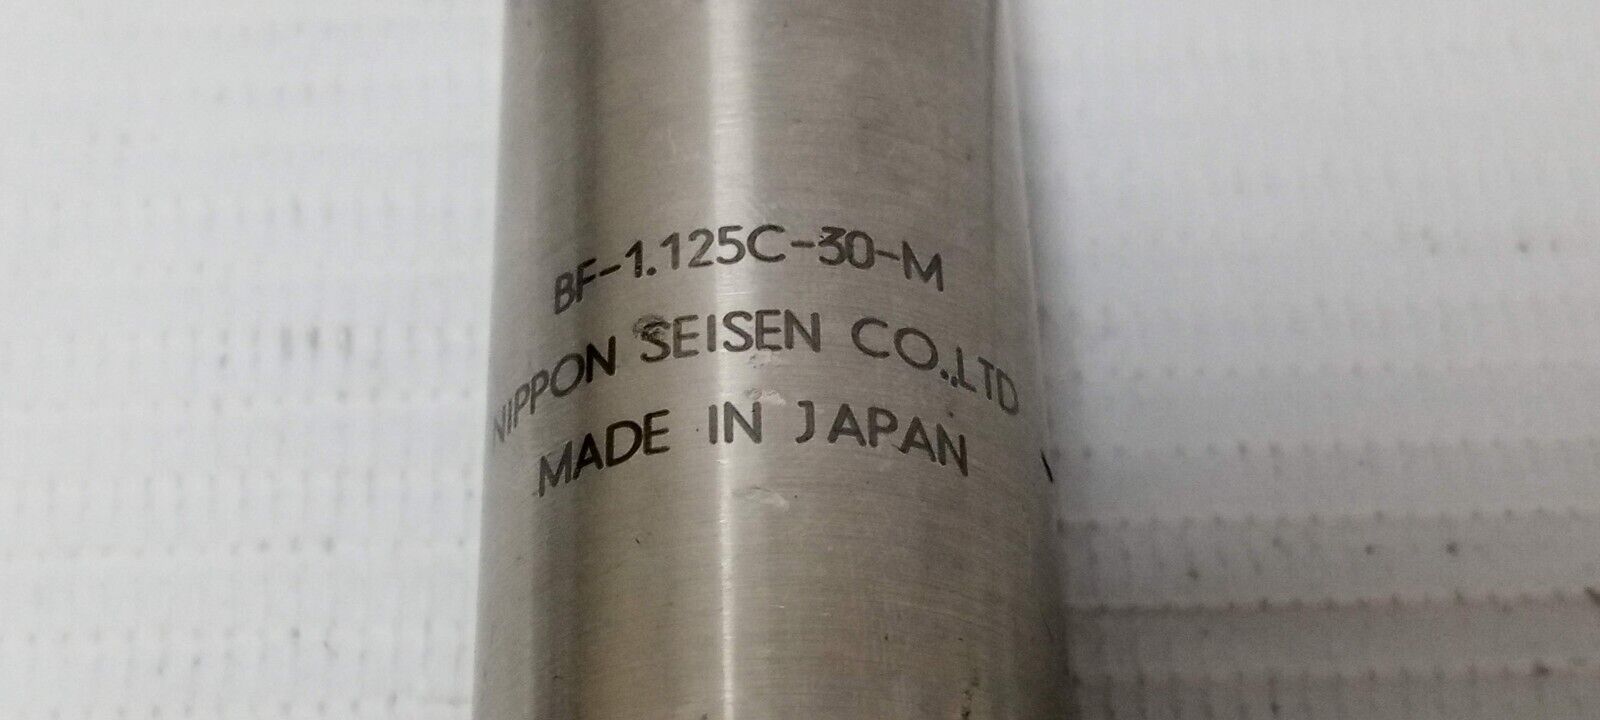 BF-1.125C-30-M
NIPPON SEISEN CO.,LTD
MADE IN JAPAN